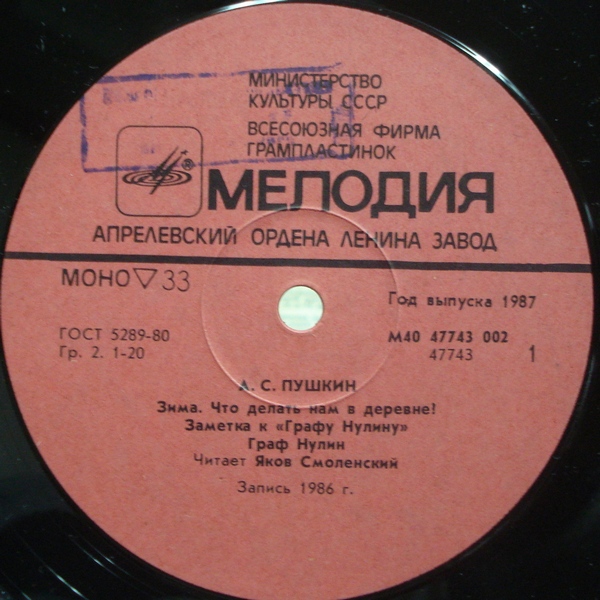 МИНИСТЕРСТВО
КУЛЬТУРЫ СССР
ВСЕСОЮЗНАЯ ФИРМА
ГРАМПЛАСТИНОК
®
МЕЛОДИЯ
АПРЕЛЕВСКИЙ ОРДЕНА ЛЕНИНА ЗАВОД
МОНО ▽ 33
Год выпуска 1987
ГОСТ 5289-80
Гр. 2. 1-20
М40 47743 002
47743
1
А. С. ПУШКИН
Зима. Что делать нам в деревне?
Заметка к «Графу Нулину»
Граф Нулин
Читает Яков Смоленский
Запись 1986 г.